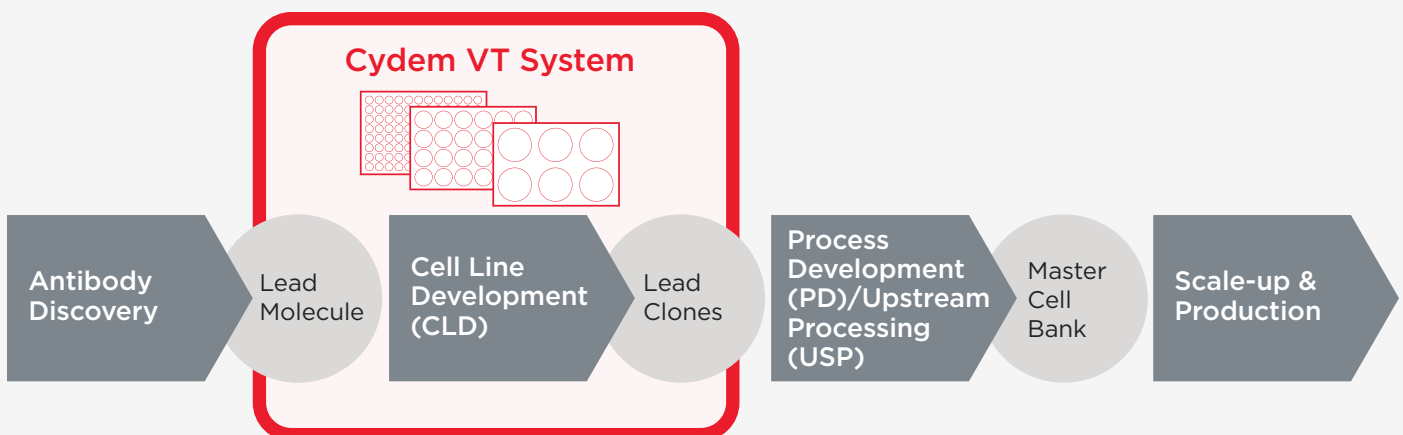 Cydem VT System
Antibody
Discovery
Lead
Molecule
Cell Line
Development
(CLD)
Lead
Clones
Process
Development
(PD)/Upstream
Processing
(USP)
Master
Cell
Bank
Scale-up &
Production